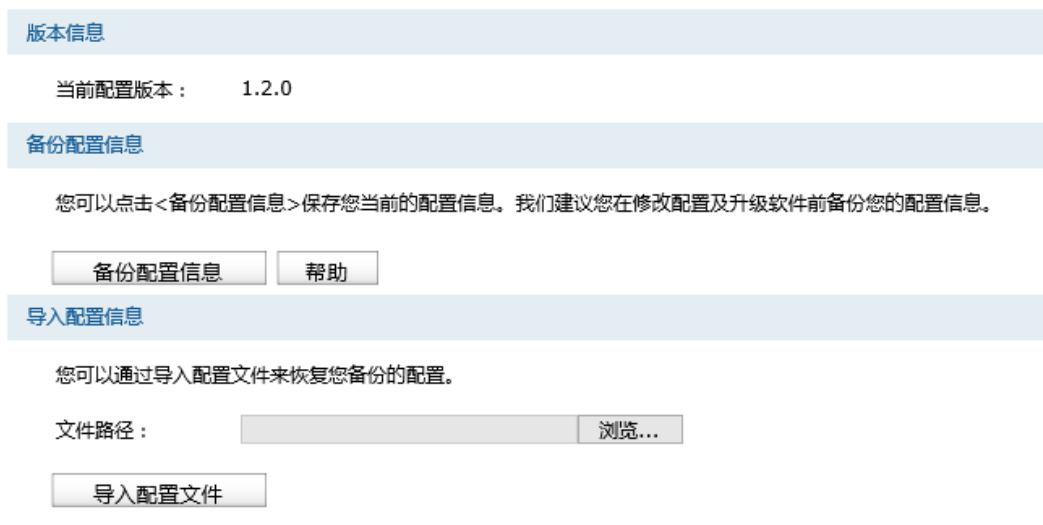 版本信息
当前配置版本： 1.2.0
备份配置信息
您可以点击<备份配置信息>保存您当前的配置信息。我们建议您在修改配置及升级软件前备份您的配置信息。
备份配置信息 帮助
导入配置信息
您可以通过导入配置文件来恢复您备份的配置。
文件路径： 浏览...
导入配置文件